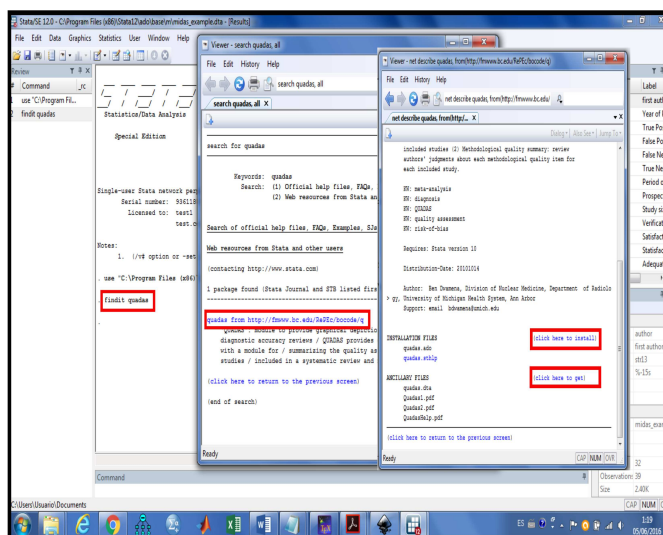 Stata/SE 12.0 - C:\Program Files (x86)\Stata12\ado\base\m\midas_example.dta - [Results]
File Edit Data Graphics Statistics User Window Help
Review
# Command _rc
1 use "C:\Program Fil...
2 findit quadas
Statistics/Data Analysis
Special Edition
Single-user Stata network per
Serial number: 936118
Licensed to: test1
test.c
Notes:
1. (/v# option or -set
. use "C:\Program Files (x86)
. findit quadas
.
Command
C:\Users\Usuario\Documents
Viewer - search quadas, all
File Edit History Help
search quadas, all
search quadas, all X
search for quadas
Keywords: quadas
Search: (1) Official help files, FAQs,
(2) Web resources from Stata an
Search of official help files, FAQs, Examples, SJs
Web resources from Stata and other users
(contacting http://www.stata.com)
1 package found (Stata Journal and STB listed firs
quadas from http://fmwww.bc.edu/RePEc/bocode/q
diagnostic accuracy reviews / QUADAS provides
with a module for / summarizing the quality as
studies / included in a systematic review and
(click here to return to the previous screen)
(end of search)
Ready
Viewer - net describe quadas, from(http://fmwww.bc.edu/RePEc/bocode/q)
File Edit History Help
net describe quadas, from(http://fmwww.bc.edu/
net describe quadas, from(http/... X
Dialog Also See Jump To
included studies (2) Methodological quality summary: review
authors' judgments about each methodological quality item for
each included study.
KW: meta-analysis
KW: diagnosis
KW: QUADAS
KW: quality assessment
KW: risk-of-bias
Requires: Stata version 10
Distribution-Date: 20101014
Author: Ben Dwamena, Division of Nuclear Medicine, Department of Radiolo
> gy, University of Michigan Health System, Ann Arbor
Support: email bdwamena@umich.edu
INSTALLATION FILES (click here to install)
quadas.ado
quadas.sthlp
ANCILLARY FILES (click here to get)
quadas.dta
Quadas1.pdf
Quadas2.pdf
QuadasHelp.pdf
(click here to return to the previous screen)
Ready CAP NUM OVR
Label
first auth
Year of P
True Pos
False Po
False Ne
True Ne
Period o
Prospec
Study si
Verificat
Satisfact
Statisfac
Adequat
author
first author
str13
%-15s
midas_exar
32
Observations 39
Size 2.40K
CAP NUM
ES
1:19
05/06/2016